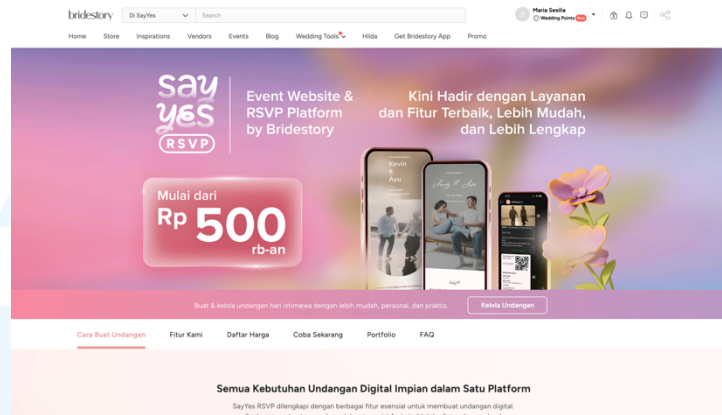 bridestory
Di SayYes
Search
Maria Sesilia
Wedding Points New
Home Store Inspirations Vendors Events Blog Wedding Tools Hilda Get Bridestory App Promo
say
yes
RSVP
Event Website &
RSVP Platform
by Bridestory
Kini Hadir dengan Layanan
dan Fitur Terbaik, Lebih Mudah,
dan Lebih Lengkap
Mulai dari
Rp 500
rb-an
Kevin
&
Ayu
Buat & kelola undangan hari istimewa dengan lebih mudah, personal, dan praktis.
Kelola Undangan
Cara Buat Undangan Fitur Kami Daftar Harga Coba Sekarang Portfolio FAQ
Semua Kebutuhan Undangan Digital Impian dalam Satu Platform
SayYes RSVP dilengkapi dengan berbagai fitur esensial untuk membuat undangan digital.